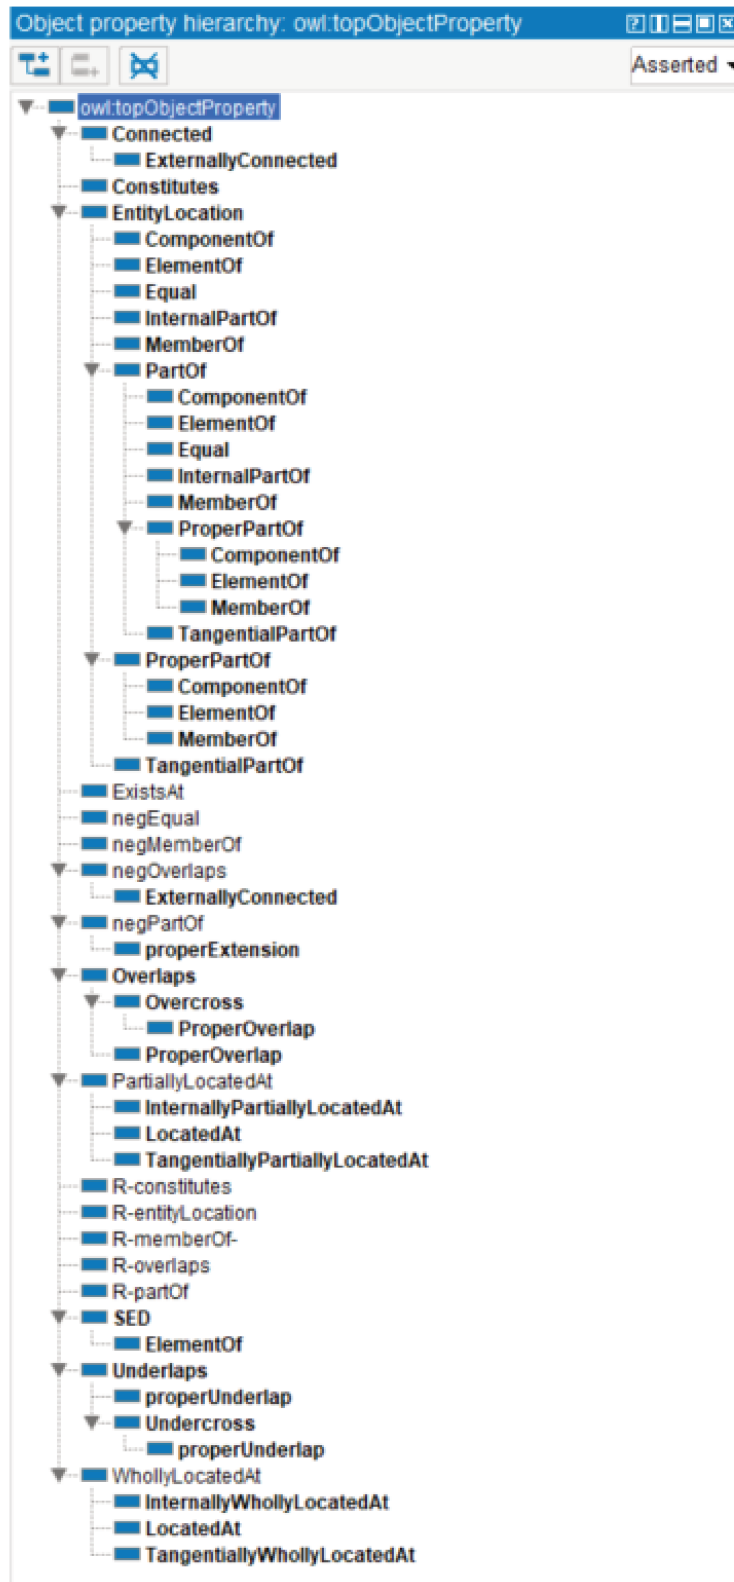 Object property hierarchy: owl:topObjectProperty
Asserted
owl:topObjectProperty
Connected
ExternallyConnected
Constitutes
EntityLocation
ComponentOf
ElementOf
Equal
InternalPartOf
MemberOf
PartOf
ComponentOf
ElementOf
Equal
InternalPartOf
MemberOf
ProperPartOf
ComponentOf
ElementOf
MemberOf
TangentialPartOf
ProperPartOf
ComponentOf
ElementOf
MemberOf
TangentialPartOf
ExistsAt
negEqual
negMemberOf
negOverlaps
ExternallyConnected
negPartOf
properExtension
Overlaps
Overcross
ProperOverlap
ProperOverlap
PartiallyLocatedAt
InternallyPartiallyLocatedAt
LocatedAt
TangentiallyPartiallyLocatedAt
R-constitutes
R-entityLocation
R-memberOf-
R-overlaps
R-partOf
SED
ElementOf
Underlaps
properUnderlap
Undercross
properUnderlap
WhollyLocatedAt
InternallyWhollyLocatedAt
LocatedAt
TangentiallyWhollyLocatedAt